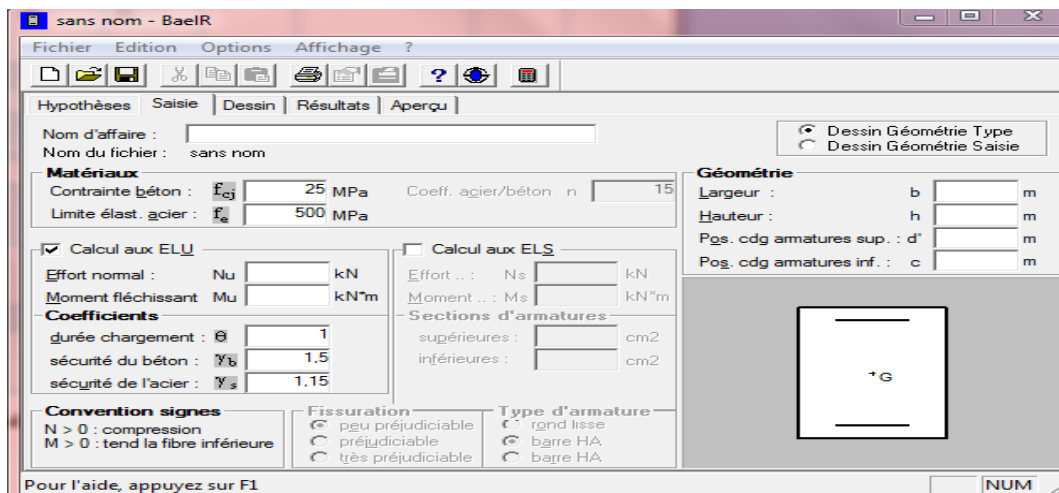 sans nom - BaelR
Fichier Edition Options Affichage ?
Hypothèses Saisie Dessin Résultats Aperçu
Nom d'affaire :
Nom du fichier : sans nom
Dessin Géométrie Type
Dessin Géométrie Saisie
Matériaux
Contrainte béton : fcj 25 MPa Coeff. acier/béton n 15
Limite élast. acier : fe 500 MPa
Géométrie
Largeur : b m
Hauteur : h m
Pos. cdg armatures sup. : d' m
Pos. cdg armatures inf. : c m
Calcul aux ELU
Effort normal : Nu kN
Moment fléchissant Mu kN*m
Calcul aux ELS
Effort .. : Ns kN
Moment .. : Ms kN*m
Coefficients
durée chargement : θ 1
sécurité du béton : γb 1.5
sécurité de l'acier : γs 1.15
Sections d'armatures
supérieures : cm2
inférieures : cm2
+G
Convention signes
N > 0 : compression
M > 0 : tend la fibre inférieure
Fissuration
peu préjudiciable
préjudiciable
très préjudiciable
Type d'armature
rond lisse
barre HA
barre HA
Pour l'aide, appuyez sur F1
NUM